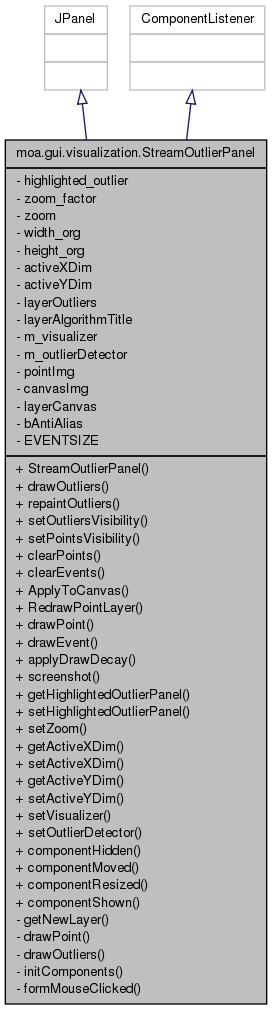 JPanel
ComponentListener
moa.gui.visualization.StreamOutlierPanel
- highlighted_outlier
- zoom_factor
- zoom
- width_org
- height_org
- activeXDim
- activeYDim
- layerOutliers
- layerAlgorithmTitle
- m_visualizer
- m_outlierDetector
- pointImg
- canvasImg
- layerCanvas
- bAntiAlias
- EVENTSIZE
+ StreamOutlierPanel()
+ drawOutliers()
+ repaintOutliers()
+ setOutliersVisibility()
+ setPointsVisibility()
+ clearPoints()
+ clearEvents()
+ ApplyToCanvas()
+ RedrawPointLayer()
+ drawPoint()
+ drawEvent()
+ applyDrawDecay()
+ screenshot()
+ getHighlightedOutlierPanel()
+ setHighlightedOutlierPanel()
+ setZoom()
+ getActiveXDim()
+ setActiveXDim()
+ getActiveYDim()
+ setActiveYDim()
+ setVisualizer()
+ setOutlierDetector()
+ componentHidden()
+ componentMoved()
+ componentResized()
+ componentShown()
- getNewLayer()
- drawPoint()
- drawOutliers()
- initComponents()
- formMouseClicked()